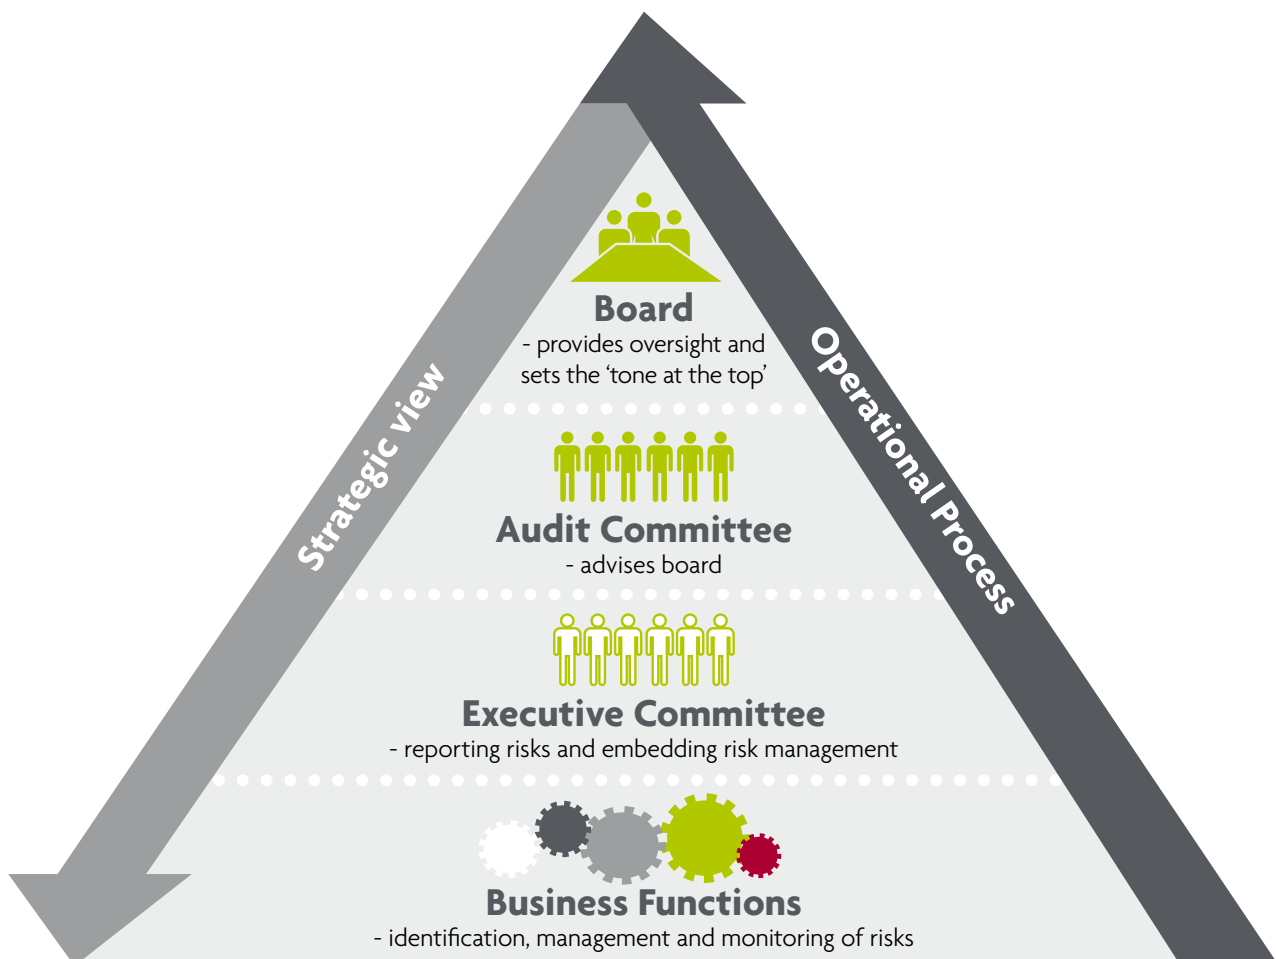 Board
- provides oversight and
sets the ‘tone at the top’
Strategic view
Operational Process
Audit Committee
- advises board
Executive Committee
- reporting risks and embedding risk management
Business Functions
- identification, management and monitoring of risks